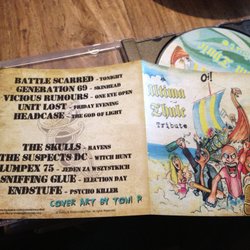 BATTLE SCARRED - TONIGHT
GENERATION 69 - SKINHEAD
VICIOUS RUMOURS - ONE EYE OPEN
UNIT LOST - FRIDAY EVENING
HEADCASE - THE GOD OF LIGHT
THE SKULLS - RAVENS
THE SUSPECTS DC - WITCH HUNT
LUMPEX 75 - JEDEN ZA WSZYSTKICH
SNIFFING GLUE - ELECTION DAY
ENDSTUFE - PSYCHO KILLER
COVER ART BY TONI P
Oi!
Ultima
Thule
Tribute